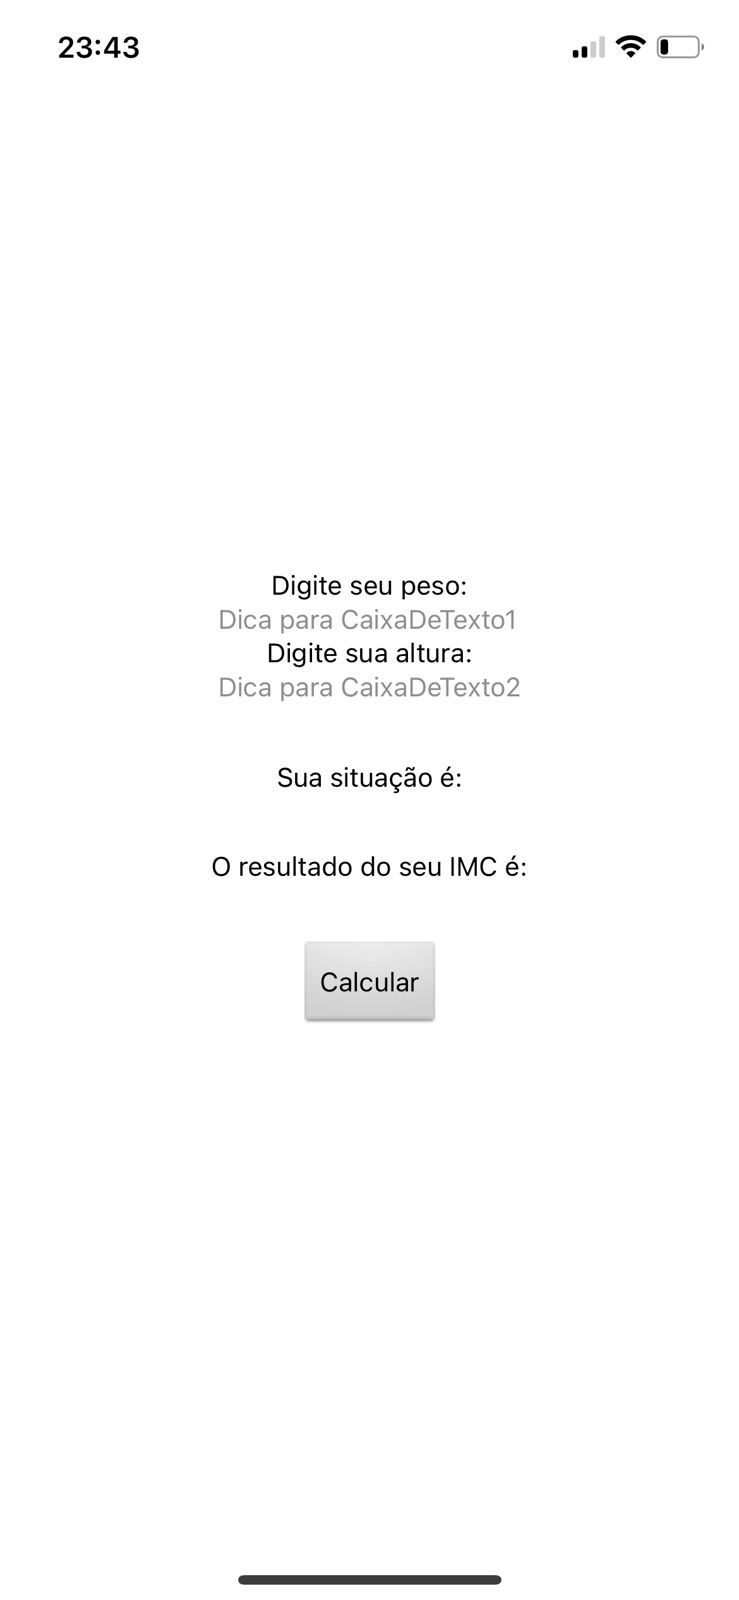 23:43
Digite seu peso:
Dica para CaixaDeTexto1
Digite sua altura:
Dica para CaixaDeTexto2
Sua situação é:
O resultado do seu IMC é:
Calcular